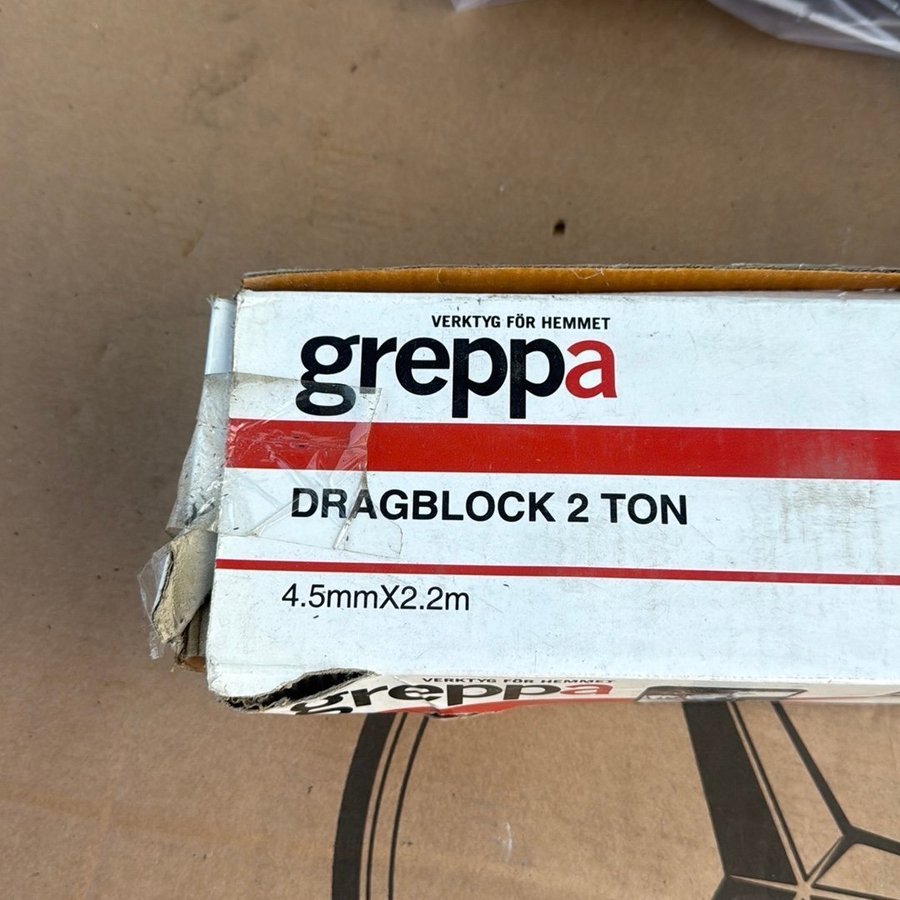 VERKTYG FÖR HEMMET
greppa
DRAGBLOCK 2 TON
4.5mmX2.2m
VERKTYG FÖR HEMMET
greppa